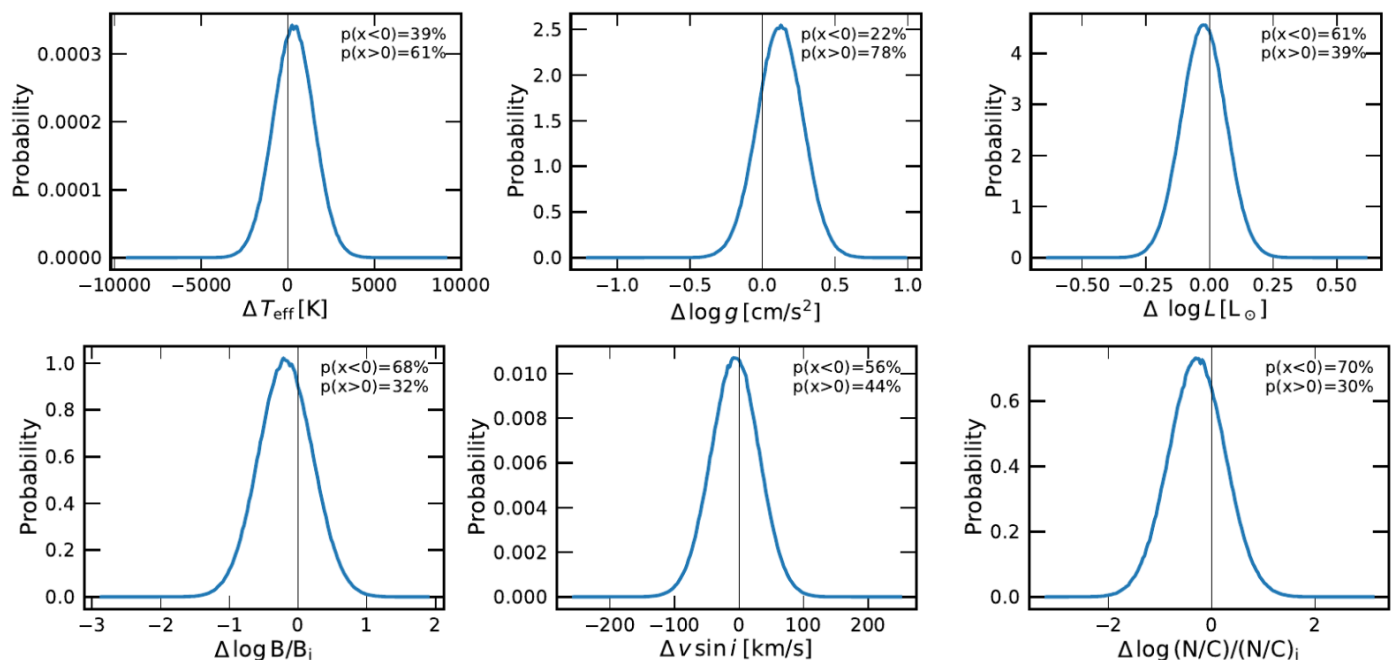 p(x<0)=39%
p(x>0)=61%
Probability
0.0003
0.0002
0.0001
0.0000
−10000 −5000 0 5000 10000
Δ T_eff [K]
p(x<0)=22%
p(x>0)=78%
Probability
2.5
2.0
1.5
1.0
0.5
0.0
−1.0 −0.5 0.0 0.5 1.0
Δ log g [cm/s²]
p(x<0)=61%
p(x>0)=39%
Probability
4
3
2
1
0
−0.50 −0.25 0.00 0.25 0.50
Δ log L [L_⊙]
p(x<0)=68%
p(x>0)=32%
Probability
1.0
0.8
0.6
0.4
0.2
0.0
−3 −2 −1 0 1 2
Δ log B/B_i
p(x<0)=56%
p(x>0)=44%
Probability
0.010
0.008
0.006
0.004
0.002
0.000
−200 −100 0 100 200
Δ v sin i [km/s]
p(x<0)=70%
p(x>0)=30%
Probability
0.6
0.4
0.2
0.0
−2 0 2
Δ log (N/C)/(N/C)_i